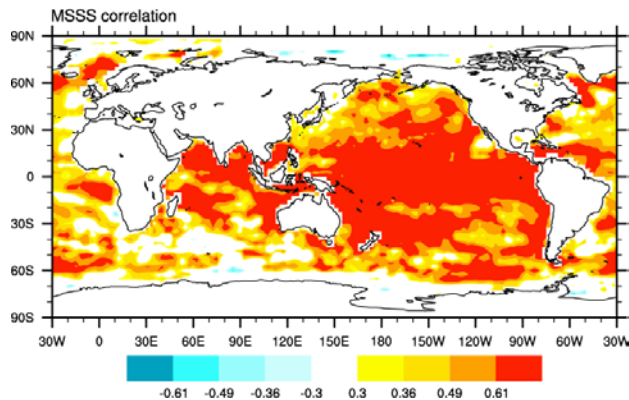 MSSS correlation
90N
60N
30N
0
30S
60S
90S
30W 0 30E 60E 90E 120E 150E 180 150W 120W 90W 60W 30W
-0.61 -0.49 -0.36 -0.3 0.3 0.36 0.49 0.61